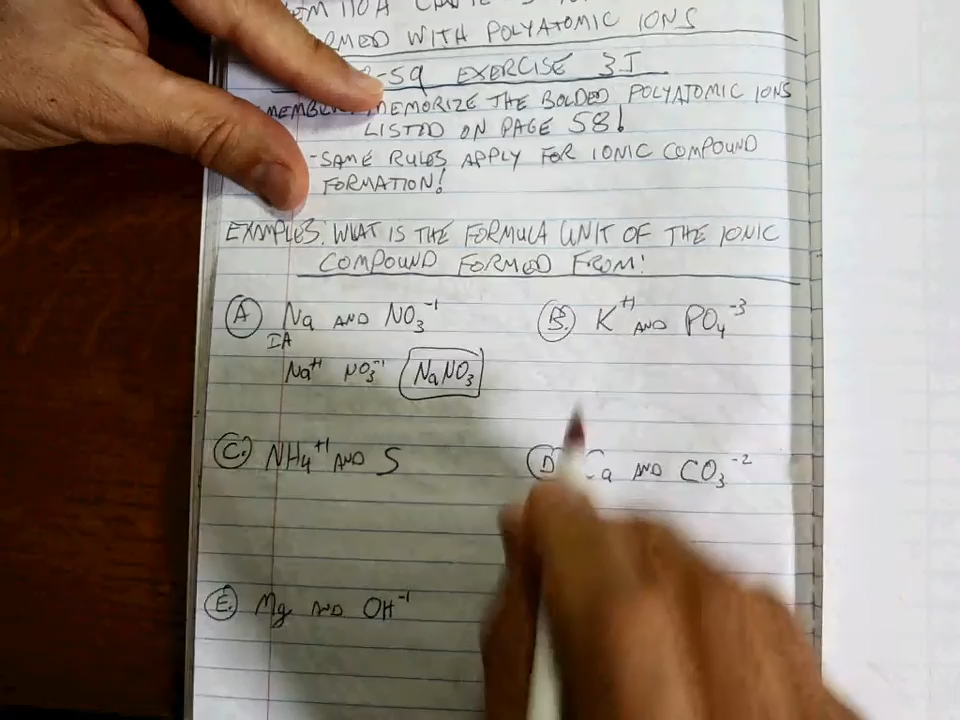 FORMED WITH POLYATOMIC IONS
-59 EXERCISE 3I
MEMORIZE THE BOLDED POLYATOMIC IONS
LISTED ON PAGE 58!
-SAME RULES APPLY FOR IONIC COMPOUND
FORMATION!
EXAMPLES: WHAT IS THE FORMULA UNIT OF THE IONIC
COMPOUND FORMED FROM:
A Na AND NO₃⁻¹ B. K⁺¹ AND PO₄⁻³
IA
Na⁺¹ NO₃⁻¹ NaNO₃
C. NH₄⁺¹ AND S D Ca AND CO₃⁻²
E. Mg AND OH⁻¹